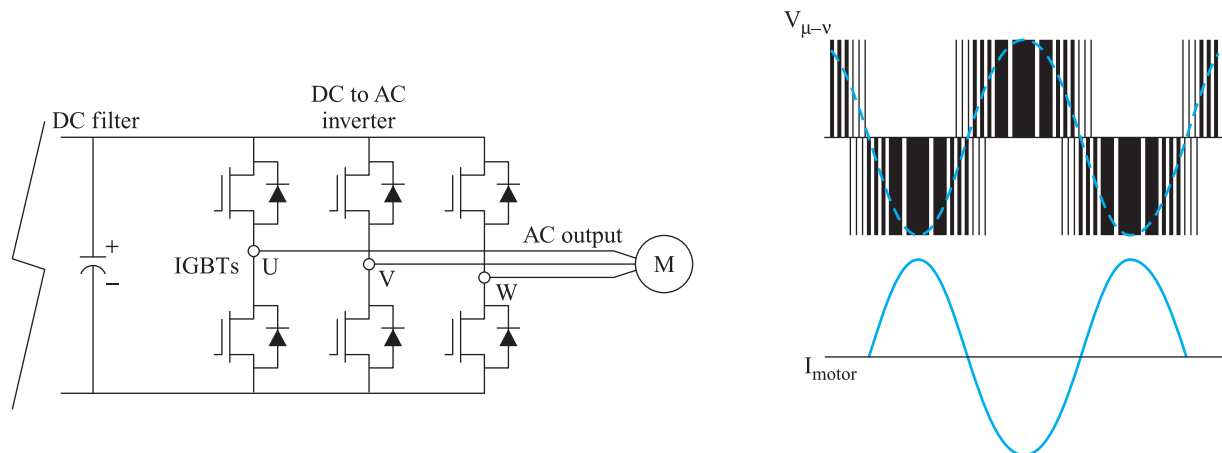 DC filter
DC to AC
inverter
+
−
IGBTs
U
V
W
AC output
M
V_{μ−ν}
I_{motor}